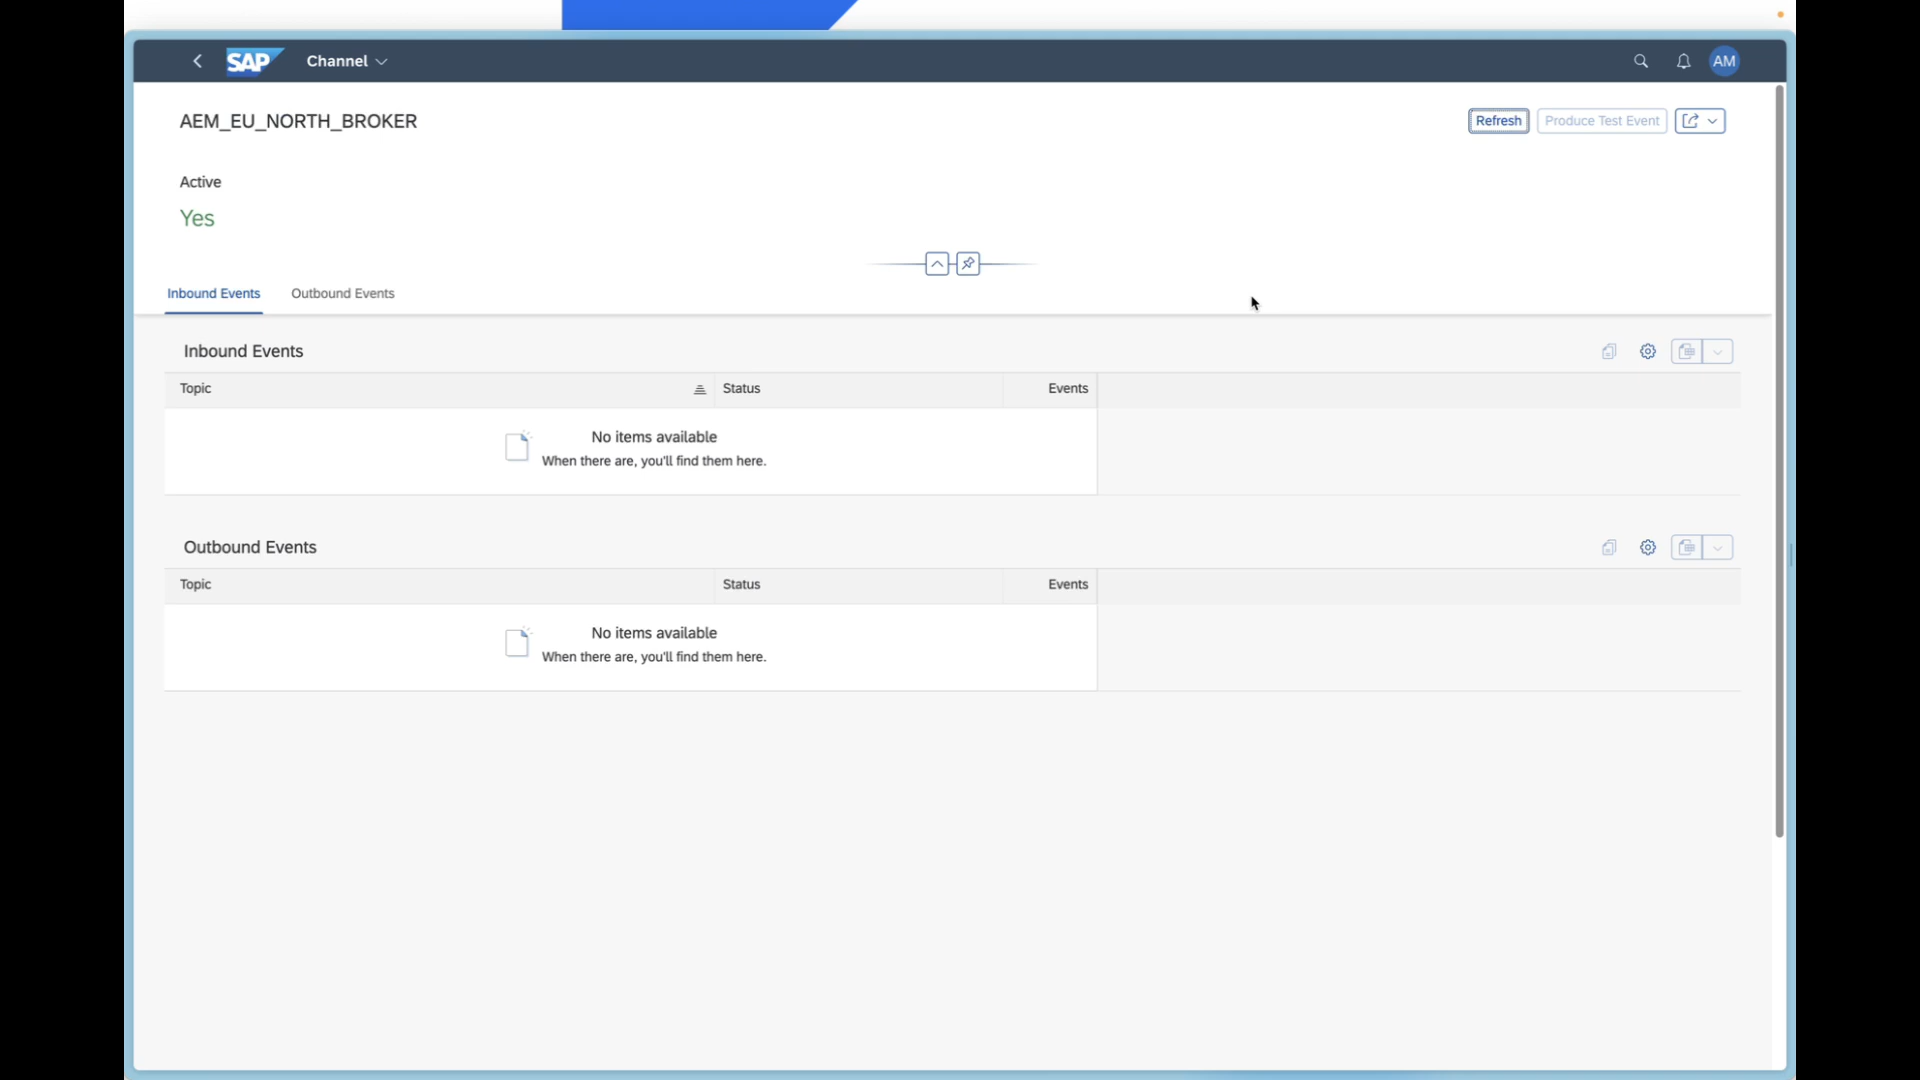 SAP Channel AM
AEM_EU_NORTH_BROKER Refresh Produce Test Event
Active
Yes
Inbound Events Outbound Events
Inbound Events
Topic Status Events
No items available
When there are, you'll find them here.
Outbound Events
Topic Status Events
No items available
When there are, you'll find them here.